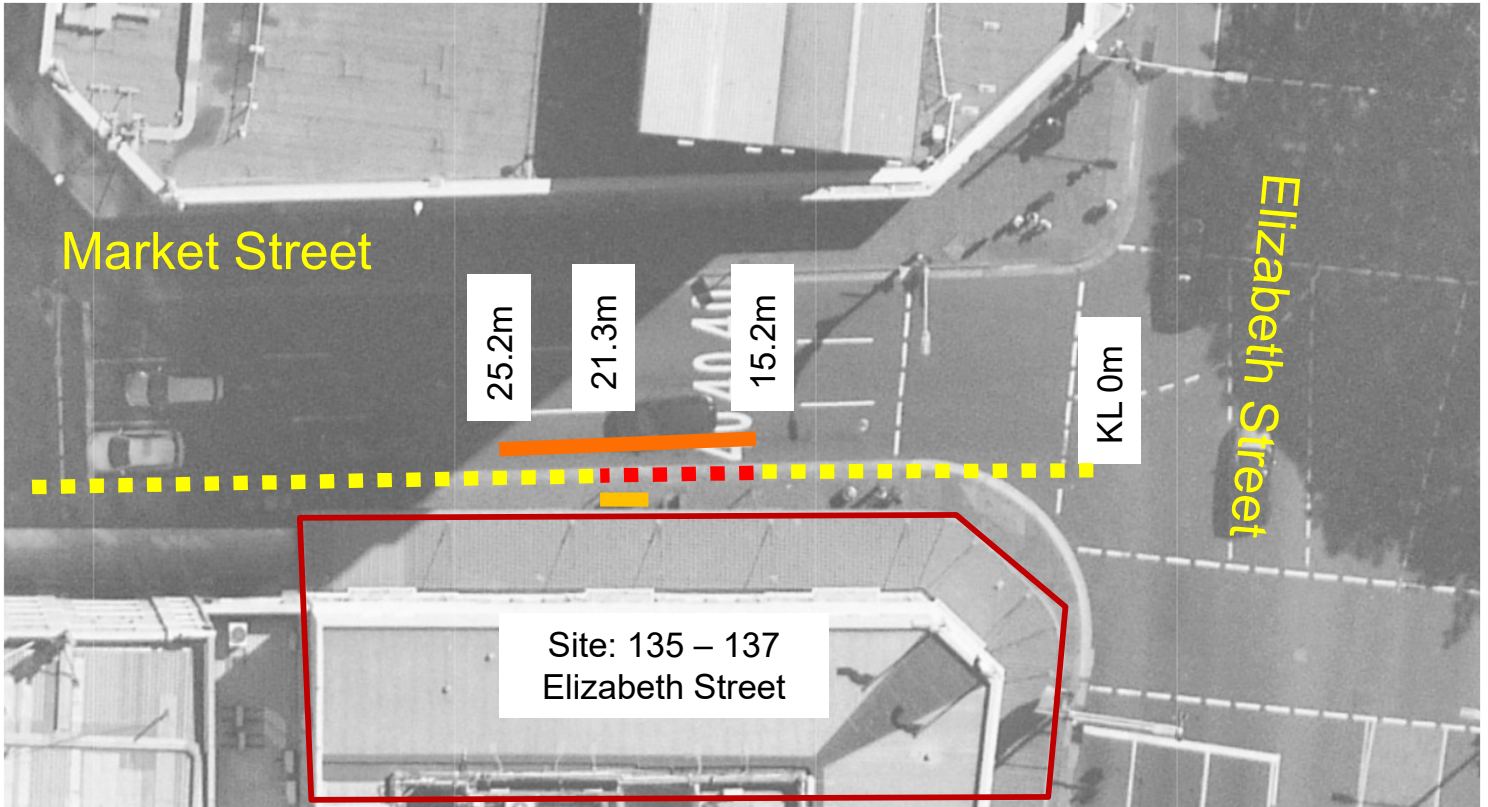 Market Street
Elizabeth Street
25.2m
21.3m
15.2m
KL 0m
Site: 135 – 137
Elizabeth Street